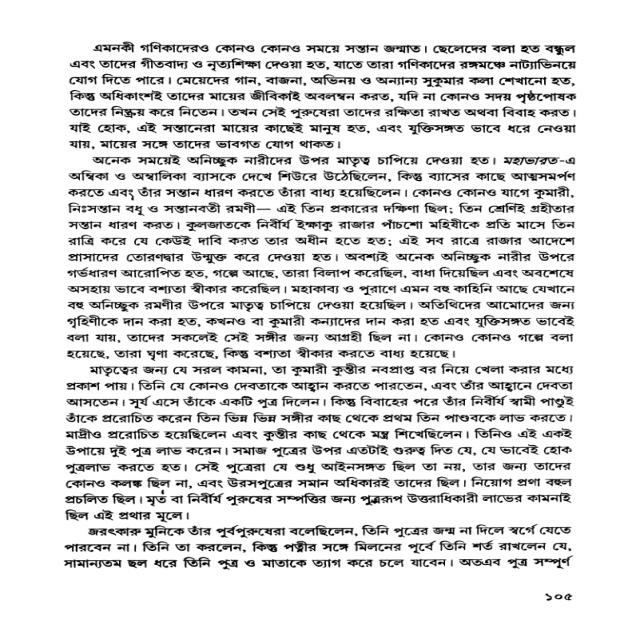 এমনকী গণিকাদেরও কোনও কোনও সময়ে সন্তান জন্মাত। ছেলেদের বলা হত বন্ধুল
এবং তাদের গীতবাদ্য ও নৃত্যশিক্ষা দেওয়া হত, যাতে তারা গণিকাদের রঙ্গমঞ্চে নাট্যাভিনয়ে
যোগ দিতে পারে। মেয়েদের গান, বাজনা, অভিনয় ও অন্যান্য সুকুমার কলা শেখানো হত,
কিন্তু অধিকাংশই তাদের মায়ের জীবিকাই অবলম্বন করত, যদি না কোনও সদয় পৃষ্ঠপোষক
তাদের নিষ্ক্রয় করে নিতেন। তখন সেই পুরুষেরা তাদের রক্ষিতা রাখত অথবা বিবাহ করত।
যাই হোক, এই সন্তানেরা মায়ের কাছেই মানুষ হত, এবং যুক্তিসঙ্গত ভাবে ধরে নেওয়া
যায়, মায়ের সঙ্গে তাদের ভাবগত যোগ থাকত।
অনেক সময়েই অনিচ্ছুক নারীদের উপর মাতৃত্ব চাপিয়ে দেওয়া হত। মহাভারত-এ
অম্বিকা ও অম্বালিকা ব্যাসকে দেখে শিউরে উঠেছিলেন, কিন্তু ব্যাসের কাছে আত্মসমর্পণ
করতে এবং তাঁর সন্তান ধারণ করতে তাঁরা বাধ্য হয়েছিলেন। কোনও কোনও যাগে কুমারী,
নিঃসন্তান বধূ ও সন্তানবতী রমণী— এই তিন প্রকারের দক্ষিণা ছিল; তিন শ্রেণিই গ্রহীতার
সন্তান ধারণ করত। কুলজাতকে নির্বীর্য ইক্ষ্বাকু রাজার পাঁচশো মহিষীকে প্রতি মাসে তিন
রাত্রি করে যে কেউই দাবি করত তার অধীন হতে হত; এই সব রাত্রে রাজার আদেশে
প্রাসাদের তোরণদ্বার উন্মুক্ত করে দেওয়া হত। অবশ্যই অনেক অনিচ্ছুক নারীর উপরে
গর্ভধারণ আরোপিত হত, গল্পে আছে, তারা বিলাপ করেছিল, বাধা দিয়েছিল এবং অবশেষে
অসহায় ভাবে বশ্যতা স্বীকার করেছিল। মহাকাব্য ও পুরাণে এমন বহু কাহিনি আছে যেখানে
বহু অনিচ্ছুক রমণীর উপরে মাতৃত্ব চাপিয়ে দেওয়া হয়েছিল। অতিথিদের আমোদের জন্য
গৃহিণীকে দান করা হত, কখনও বা কুমারী কন্যাদের দান করা হত এবং যুক্তিসঙ্গত ভাবেই
বলা যায়, তাদের সকলেই সেই সঙ্গীর জন্য আগ্রহী ছিল না। কোনও কোনও গল্পে বলা
হয়েছে, তারা ঘৃণা করেছে, কিন্তু বশ্যতা স্বীকার করতে বাধ্য হয়েছে।
মাতৃত্বের জন্য যে সরল কামনা, তা কুমারী কুন্তীর নবপ্রাপ্ত বর নিয়ে খেলা করার মধ্যে
প্রকাশ পায়। তিনি যে কোনও দেবতাকে আহ্বান করতে পারতেন, এবং তাঁর আহ্বানে দেবতা
আসতেন। সূর্য এসে তাঁকে একটি পুত্র দিলেন। কিন্তু বিবাহের পরে তাঁর নির্বীর্য স্বামী পাণ্ডুই
তাঁকে প্ররোচিত করেন তিন ভিন্ন ভিন্ন সঙ্গীর কাছ থেকে প্রথম তিন পাণ্ডবকে লাভ করতে।
মাদ্রীও প্ররোচিত হয়েছিলেন এবং কুন্তীর কাছ থেকে মন্ত্র শিখেছিলেন। তিনিও এই একই
উপায়ে দুই পুত্র লাভ করেন। সমাজ পুত্রের উপর এতটাই গুরুত্ব দিত যে, যে ভাবেই হোক
পুত্রলাভ করতে হত। সেই পুত্রেরা যে শুধু আইনসঙ্গত ছিল তা নয়, তার জন্য তাদের
কোনও কলঙ্ক ছিল না, এবং ঔরসপুত্রের সমান অধিকারই তাদের ছিল। নিয়োগ প্রথা বহুল
প্রচলিত ছিল। মৃত বা নির্বীর্য পুরুষের সম্পত্তির জন্য পুত্ররূপ উত্তরাধিকারী লাভের কামনাই
ছিল এই প্রথার মূলে।
জরৎকারু মুনিকে তাঁর পূর্বপুরুষেরা বলেছিলেন, তিনি পুত্রের জন্ম না দিলে স্বর্গে যেতে
পারবেন না। তিনি তা করলেন, কিন্তু পত্নীর সঙ্গে মিলনের পূর্বে তিনি শর্ত রাখলেন যে,
সামান্যতম ছল ধরে তিনি পুত্র ও মাতাকে ত্যাগ করে চলে যাবেন। অতএব পুত্র সম্পূর্ণ
১০৫